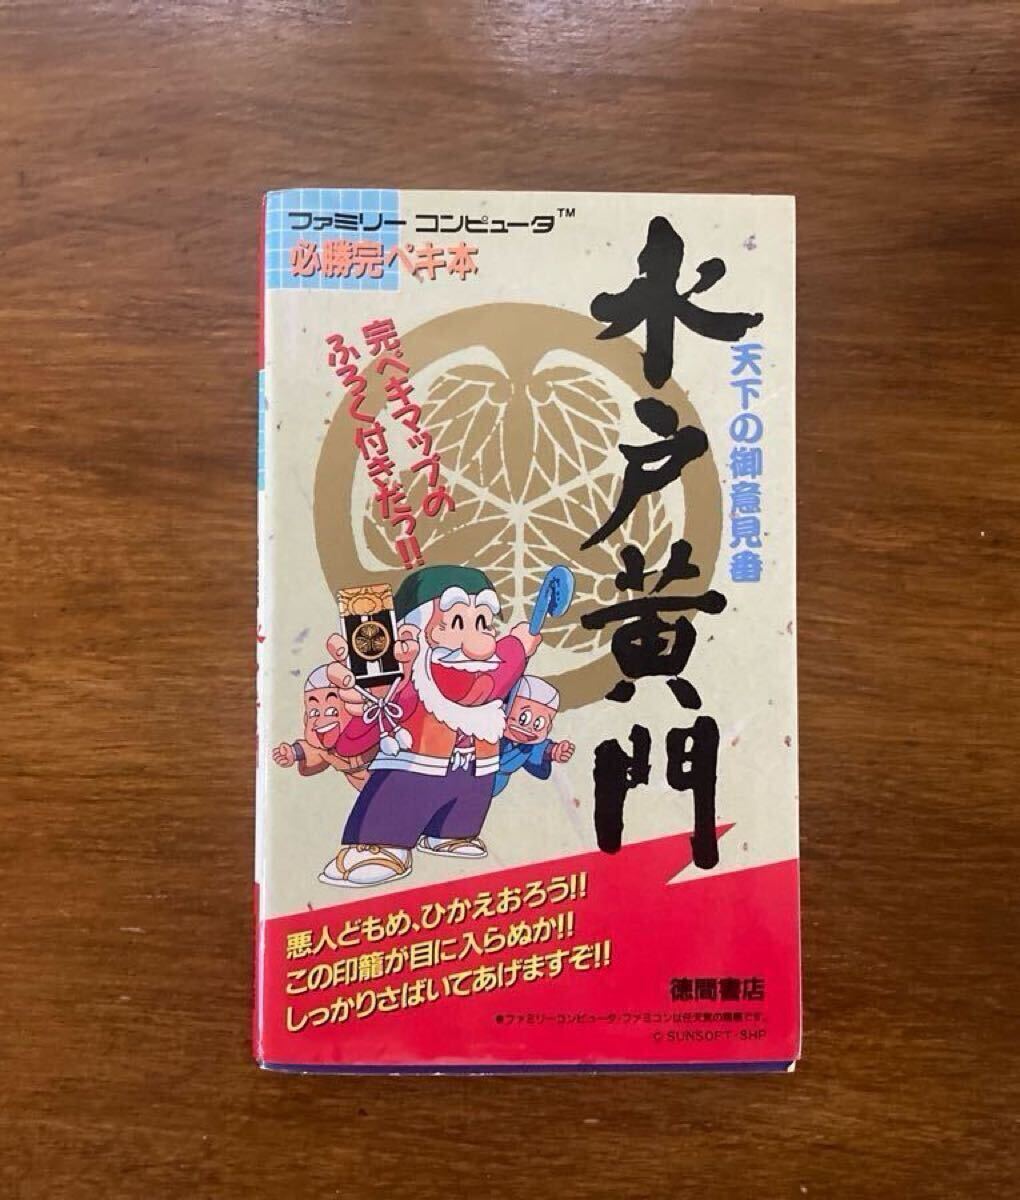 ファミリー コンピュータ™
必勝完ペキ本
水戸黄門
天下の御意見番
完ペキマップの
ふろく付きだっ!!
悪人どもめ、ひかえおろう!!
この印籠が目に入らぬか!!
しっかりさばいてあげますぞ!!
徳間書店
●ファミリーコンピュータ・ファミコンは任天堂の商標です。
© SUNSOFT・SHP